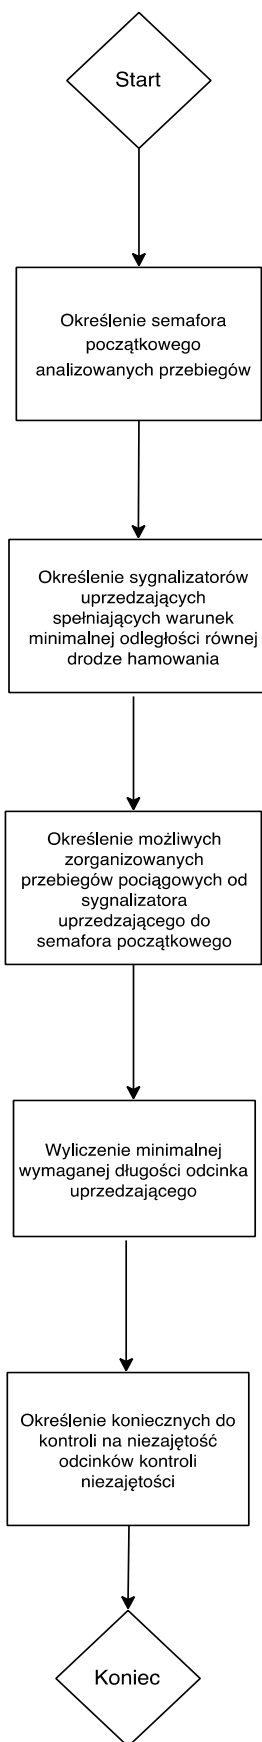 Start
Określenie semafora
początkowego
analizowanych przebiegów
Określenie sygnalizatorów
uprzedzających
spełniających warunek
minimalnej odległości równej
drodze hamowania
Określenie możliwych
zorganizowanych
przebiegów pociągowych od
sygnalizatora
uprzedzającego do
semafora początkowego
Wyliczenie minimalnej
wymaganej długości odcinka
uprzedzającego
Określenie koniecznych do
kontroli na niezajętość
odcinków kontroli
niezajętości
Koniec